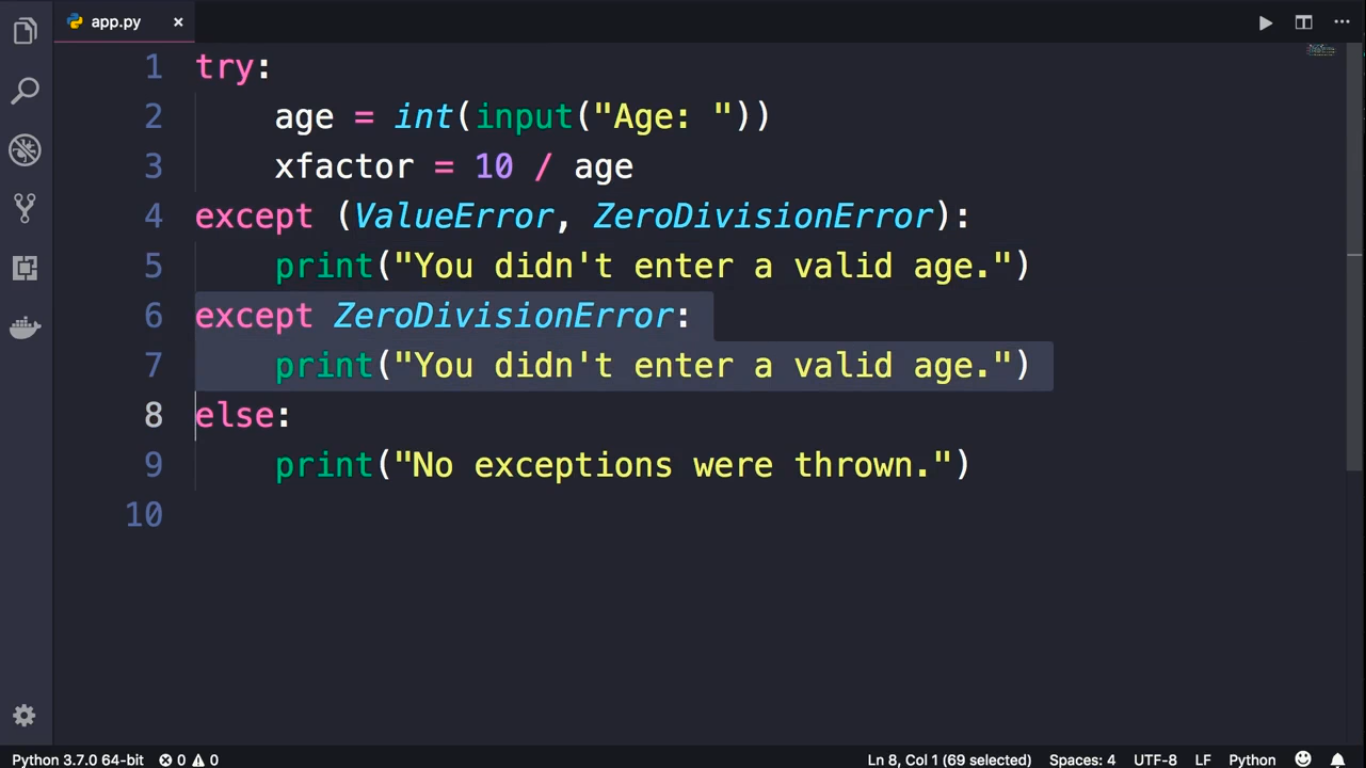 app.py ×
1 try:
2     age = int(input("Age: "))
3     xfactor = 10 / age
4 except (ValueError, ZeroDivisionError):
5     print("You didn't enter a valid age.")
6 except ZeroDivisionError:
7     print("You didn't enter a valid age.")
8 else:
9     print("No exceptions were thrown.")
10
Python 3.7.0 64-bit 0 0 Ln 8, Col 1 (69 selected) Spaces: 4 UTF-8 LF Python